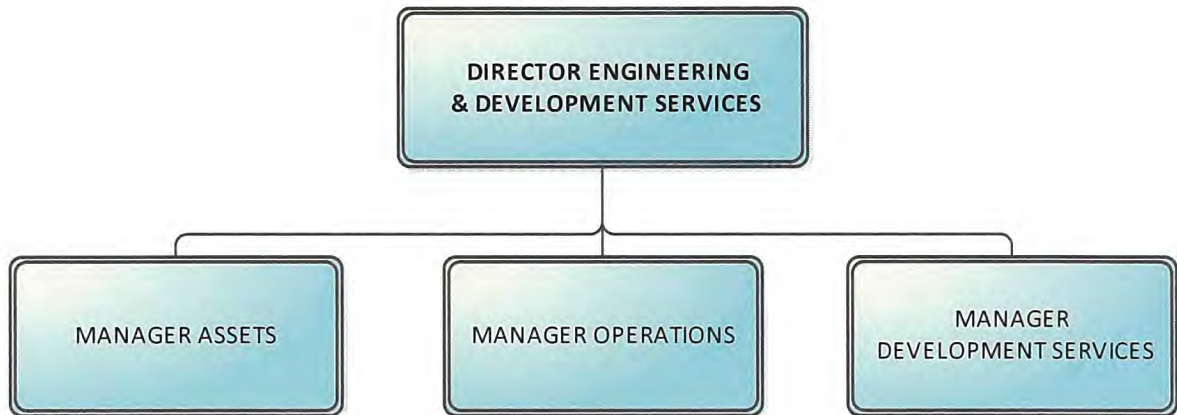 DIRECTOR ENGINEERING
& DEVELOPMENT SERVICES
MANAGER ASSETS
MANAGER OPERATIONS
MANAGER
DEVELOPMENT SERVICES